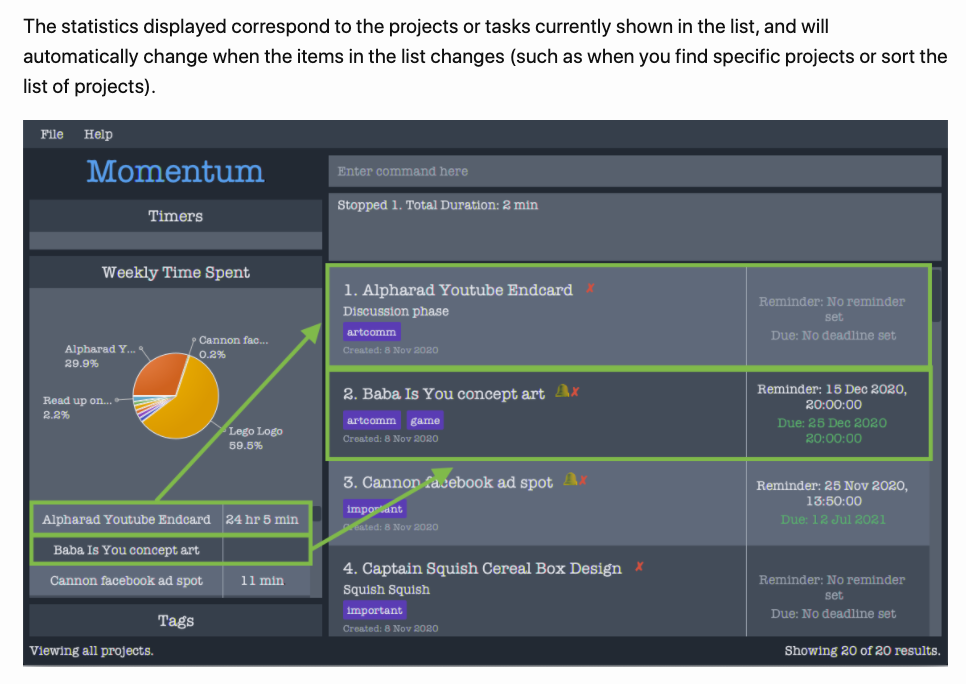 The statistics displayed correspond to the projects or tasks currently shown in the list, and will
automatically change when the items in the list changes (such as when you find specific projects or sort the
list of projects).
File Help
Momentum
Timers
Weekly Time Spent
Alpharad Y...
29.9%
Cannon fac...
0.2%
Read up on...
2.2%
Lego Logo
59.5%
Alpharad Youtube Endcard 24 hr 5 min
Baba Is You concept art
Cannon facebook ad spot 11 min
Tags
Enter command here
Stopped 1. Total Duration: 2 min
1. Alpharad Youtube Endcard ✗
Discussion phase
artcomm
Created: 8 Nov 2020
Reminder: No reminder
set
Due: No deadline set
2. Baba Is You concept art 🔔✗
artcomm game
Created: 8 Nov 2020
Reminder: 15 Dec 2020,
20:00:00
Due: 25 Dec 2020
20:00:00
3. Cannon facebook ad spot 🔔✗
important
Created: 8 Nov 2020
Reminder: 25 Nov 2020,
13:50:00
Due: 12 Jul 2021
4. Captain Squish Cereal Box Design ✗
Squish Squish
important
Created: 8 Nov 2020
Reminder: No reminder
set
Due: No deadline set
Viewing all projects.
Showing 20 of 20 results.